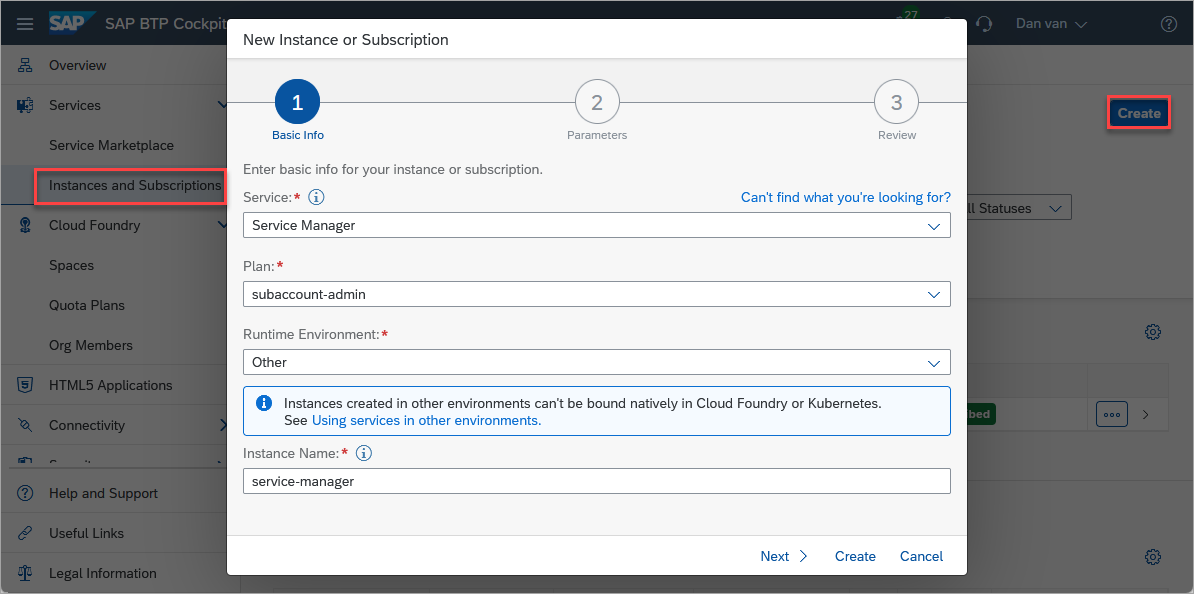 SAP
SAP BTP Cockpit
27
Dan van
Overview
Services
Service Marketplace
Instances and Subscriptions
Cloud Foundry
Spaces
Quota Plans
Org Members
HTML5 Applications
Connectivity
Help and Support
Useful Links
Legal Information
Create
Statuses
New Instance or Subscription
1
2
3
Basic Info
Parameters
Review
Enter basic info for your instance or subscription.
Service:*
Can't find what you're looking for?
Service Manager
Plan:*
subaccount-admin
Runtime Environment:*
Other
Instances created in other environments can't be bound natively in Cloud Foundry or Kubernetes.
See Using services in other environments.
Instance Name:*
service-manager
Next
Create
Cancel